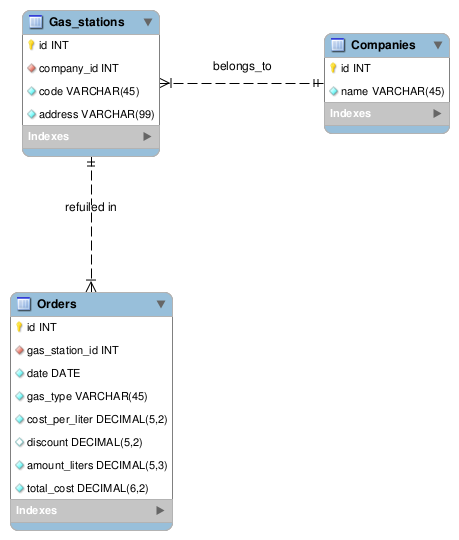 Gas_stations
id INT
company_id INT
code VARCHAR(45)
address VARCHAR(99)
Indexes
belongs_to
Companies
id INT
name VARCHAR(45)
Indexes
refuiled in
Orders
id INT
gas_station_id INT
date DATE
gas_type VARCHAR(45)
cost_per_liter DECIMAL(5,2)
discount DECIMAL(5,2)
amount_liters DECIMAL(5,3)
total_cost DECIMAL(6,2)
Indexes